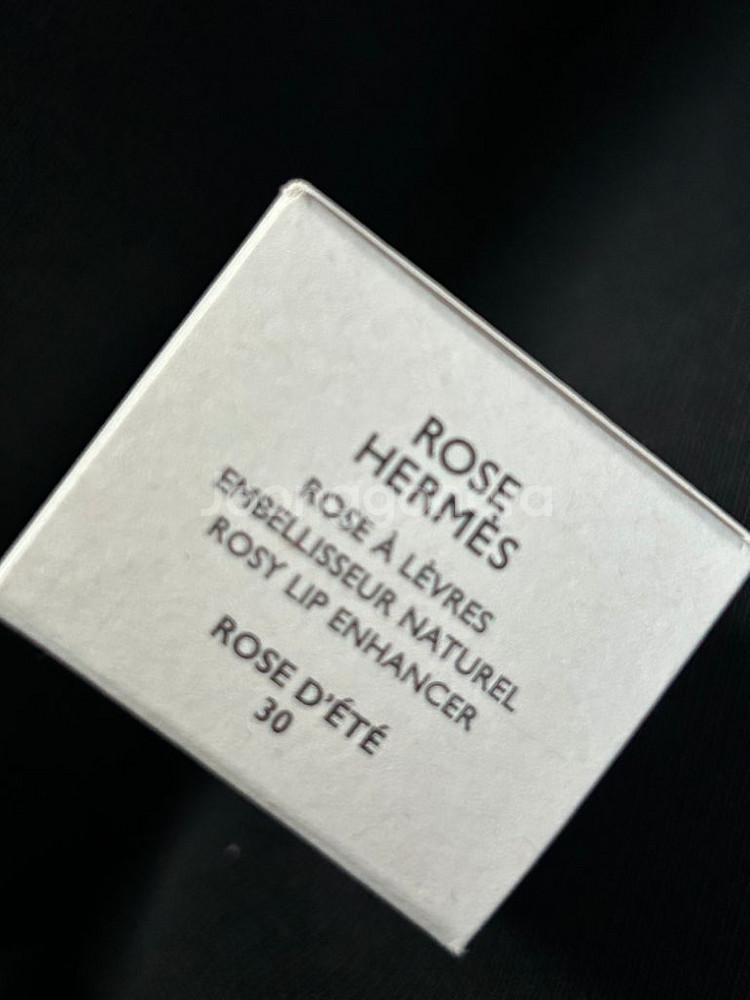 ROSE
HERMÈS
ROSE À LÈVRES
EMBELLISSEUR NATUREL
ROSY LIP ENHANCER
ROSE D'ÉTÉ
30